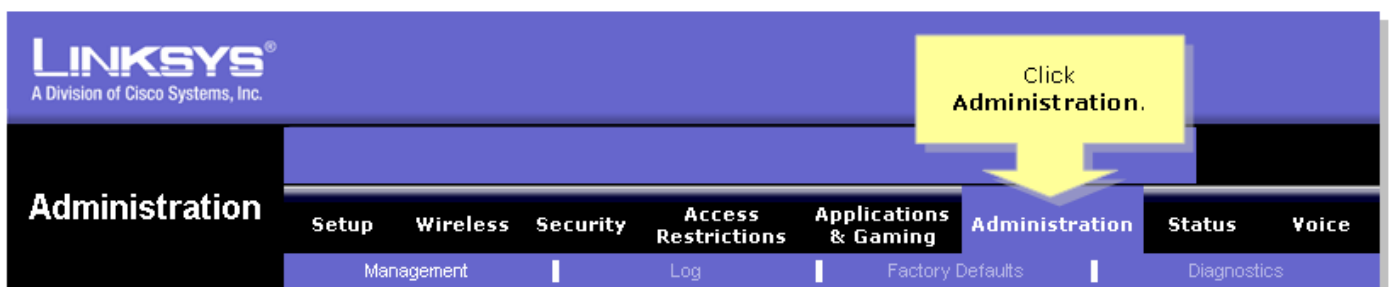 LINKSYS®
A Division of Cisco Systems, Inc.
Click
Administration.
Administration
Setup Wireless Security Access Restrictions Applications & Gaming Administration Status Voice
Management Log Factory Defaults Diagnostics